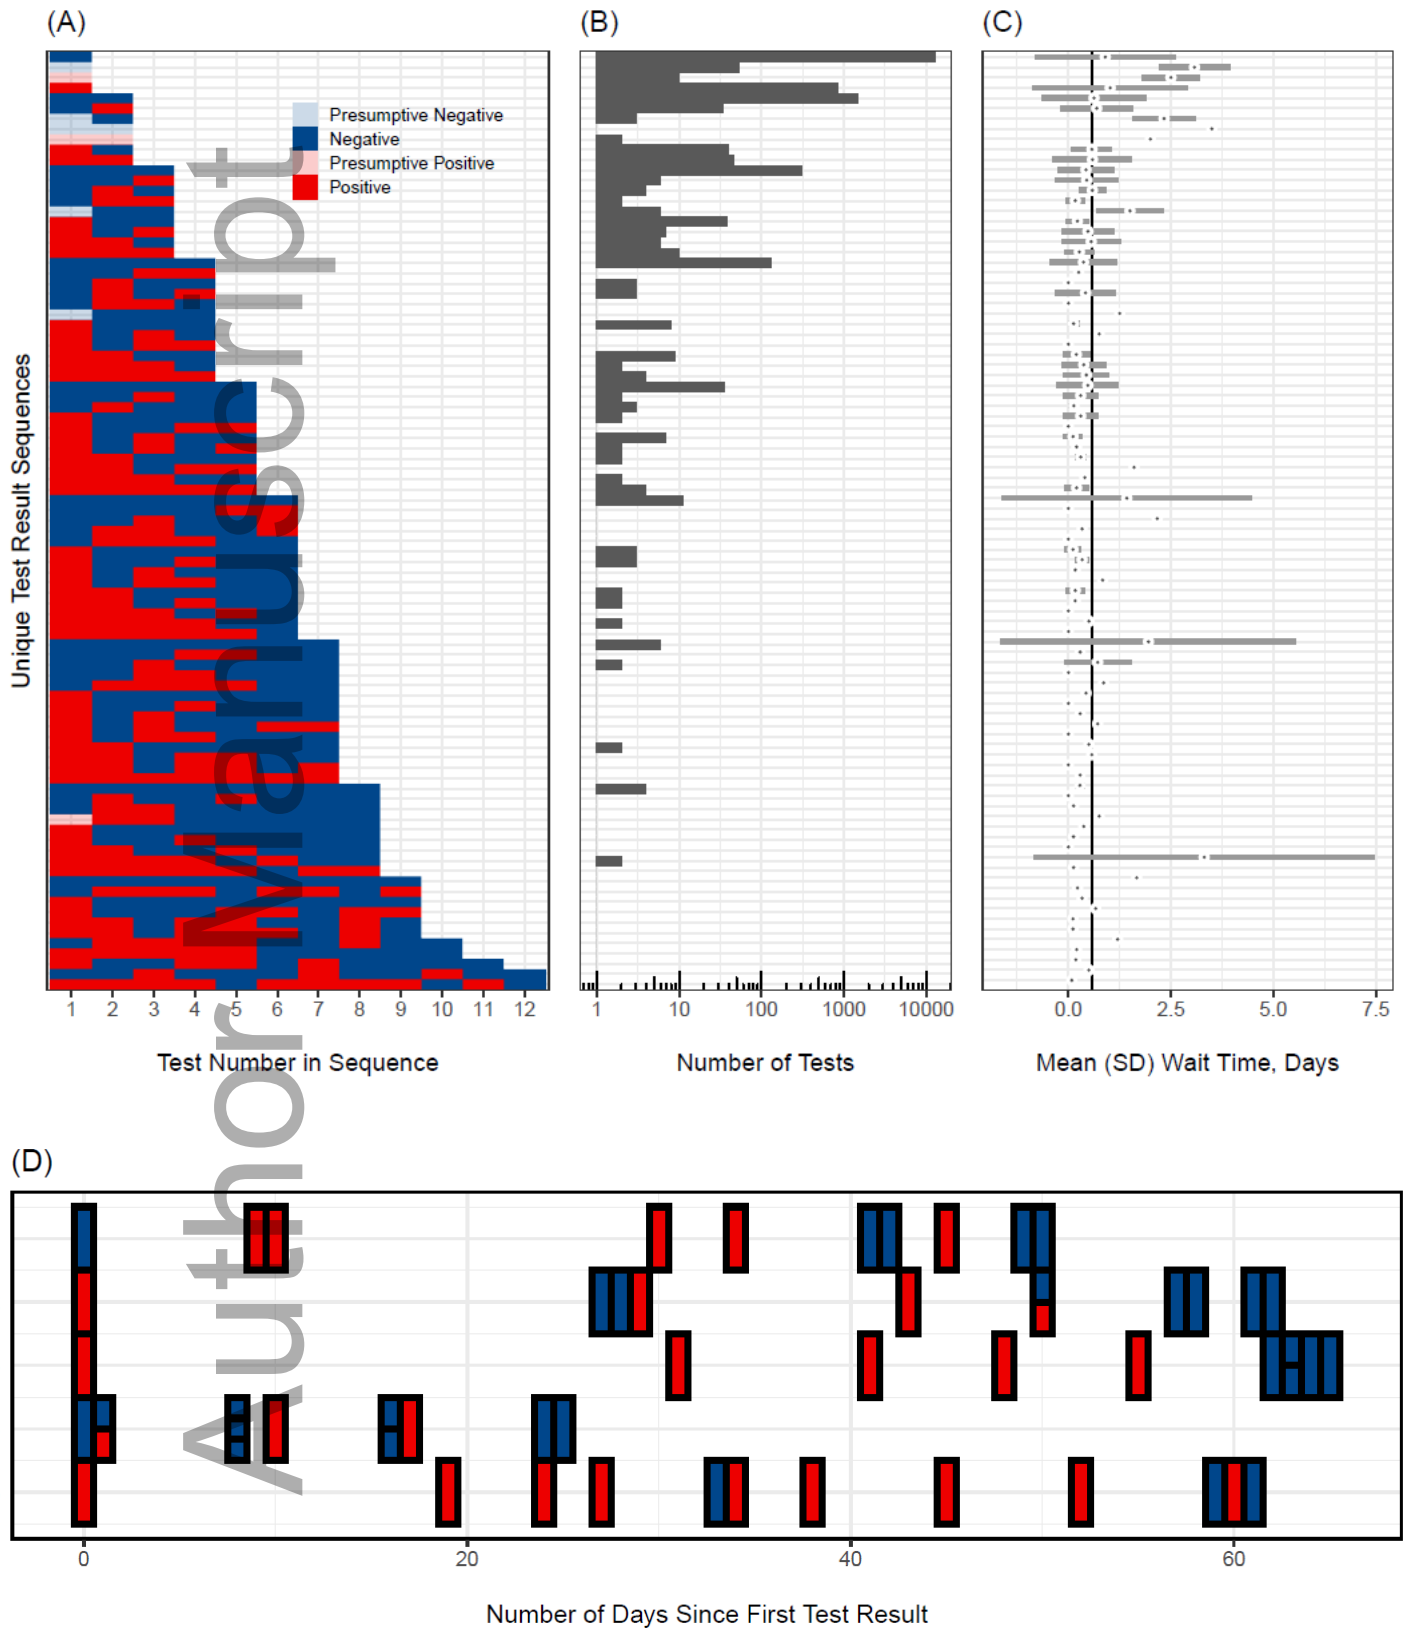 (A)
(B)
(C)
Presumptive Negative
Negative
Presumptive Positive
Positive
Unique Test Result Sequences
1 2 3 4 5 6 7 8 9 10 11 12
1 10 100 1000 10000
0.0 2.5 5.0 7.5
Test Number in Sequence
Number of Tests
Mean (SD) Wait Time, Days
Author Manuscript
(D)
0 20 40 60
Number of Days Since First Test Result